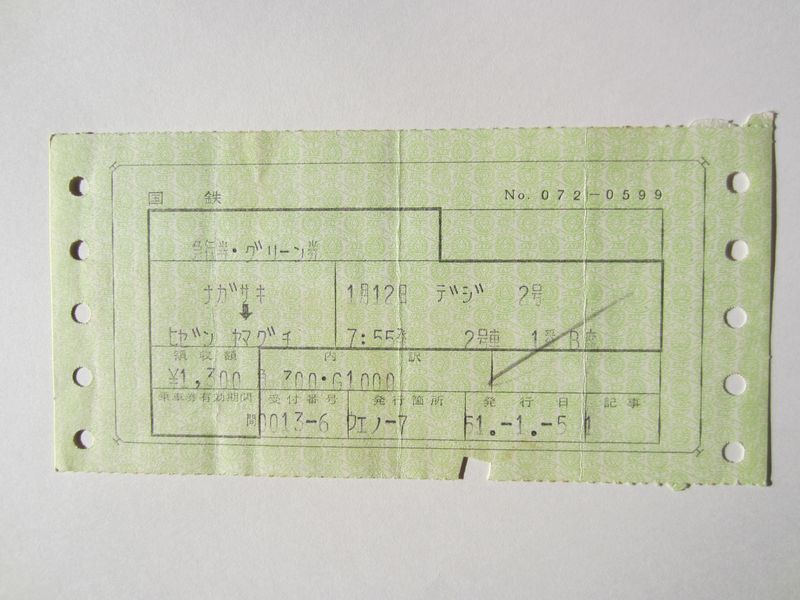 国鉄 No. 072-0599
急行券・グリーン券
ナガサキ 1月12日 デジ゙ 2号
↓
ヒゼン ヤマグチ 7:55発 2号車 1番 B席
領収額 内訳
¥1,300 急 300・G1000
乗車券有効期間 受付番号 発行箇所 発行日 記事
間 0013-6 ウエノ-7 51.-1.-5 1